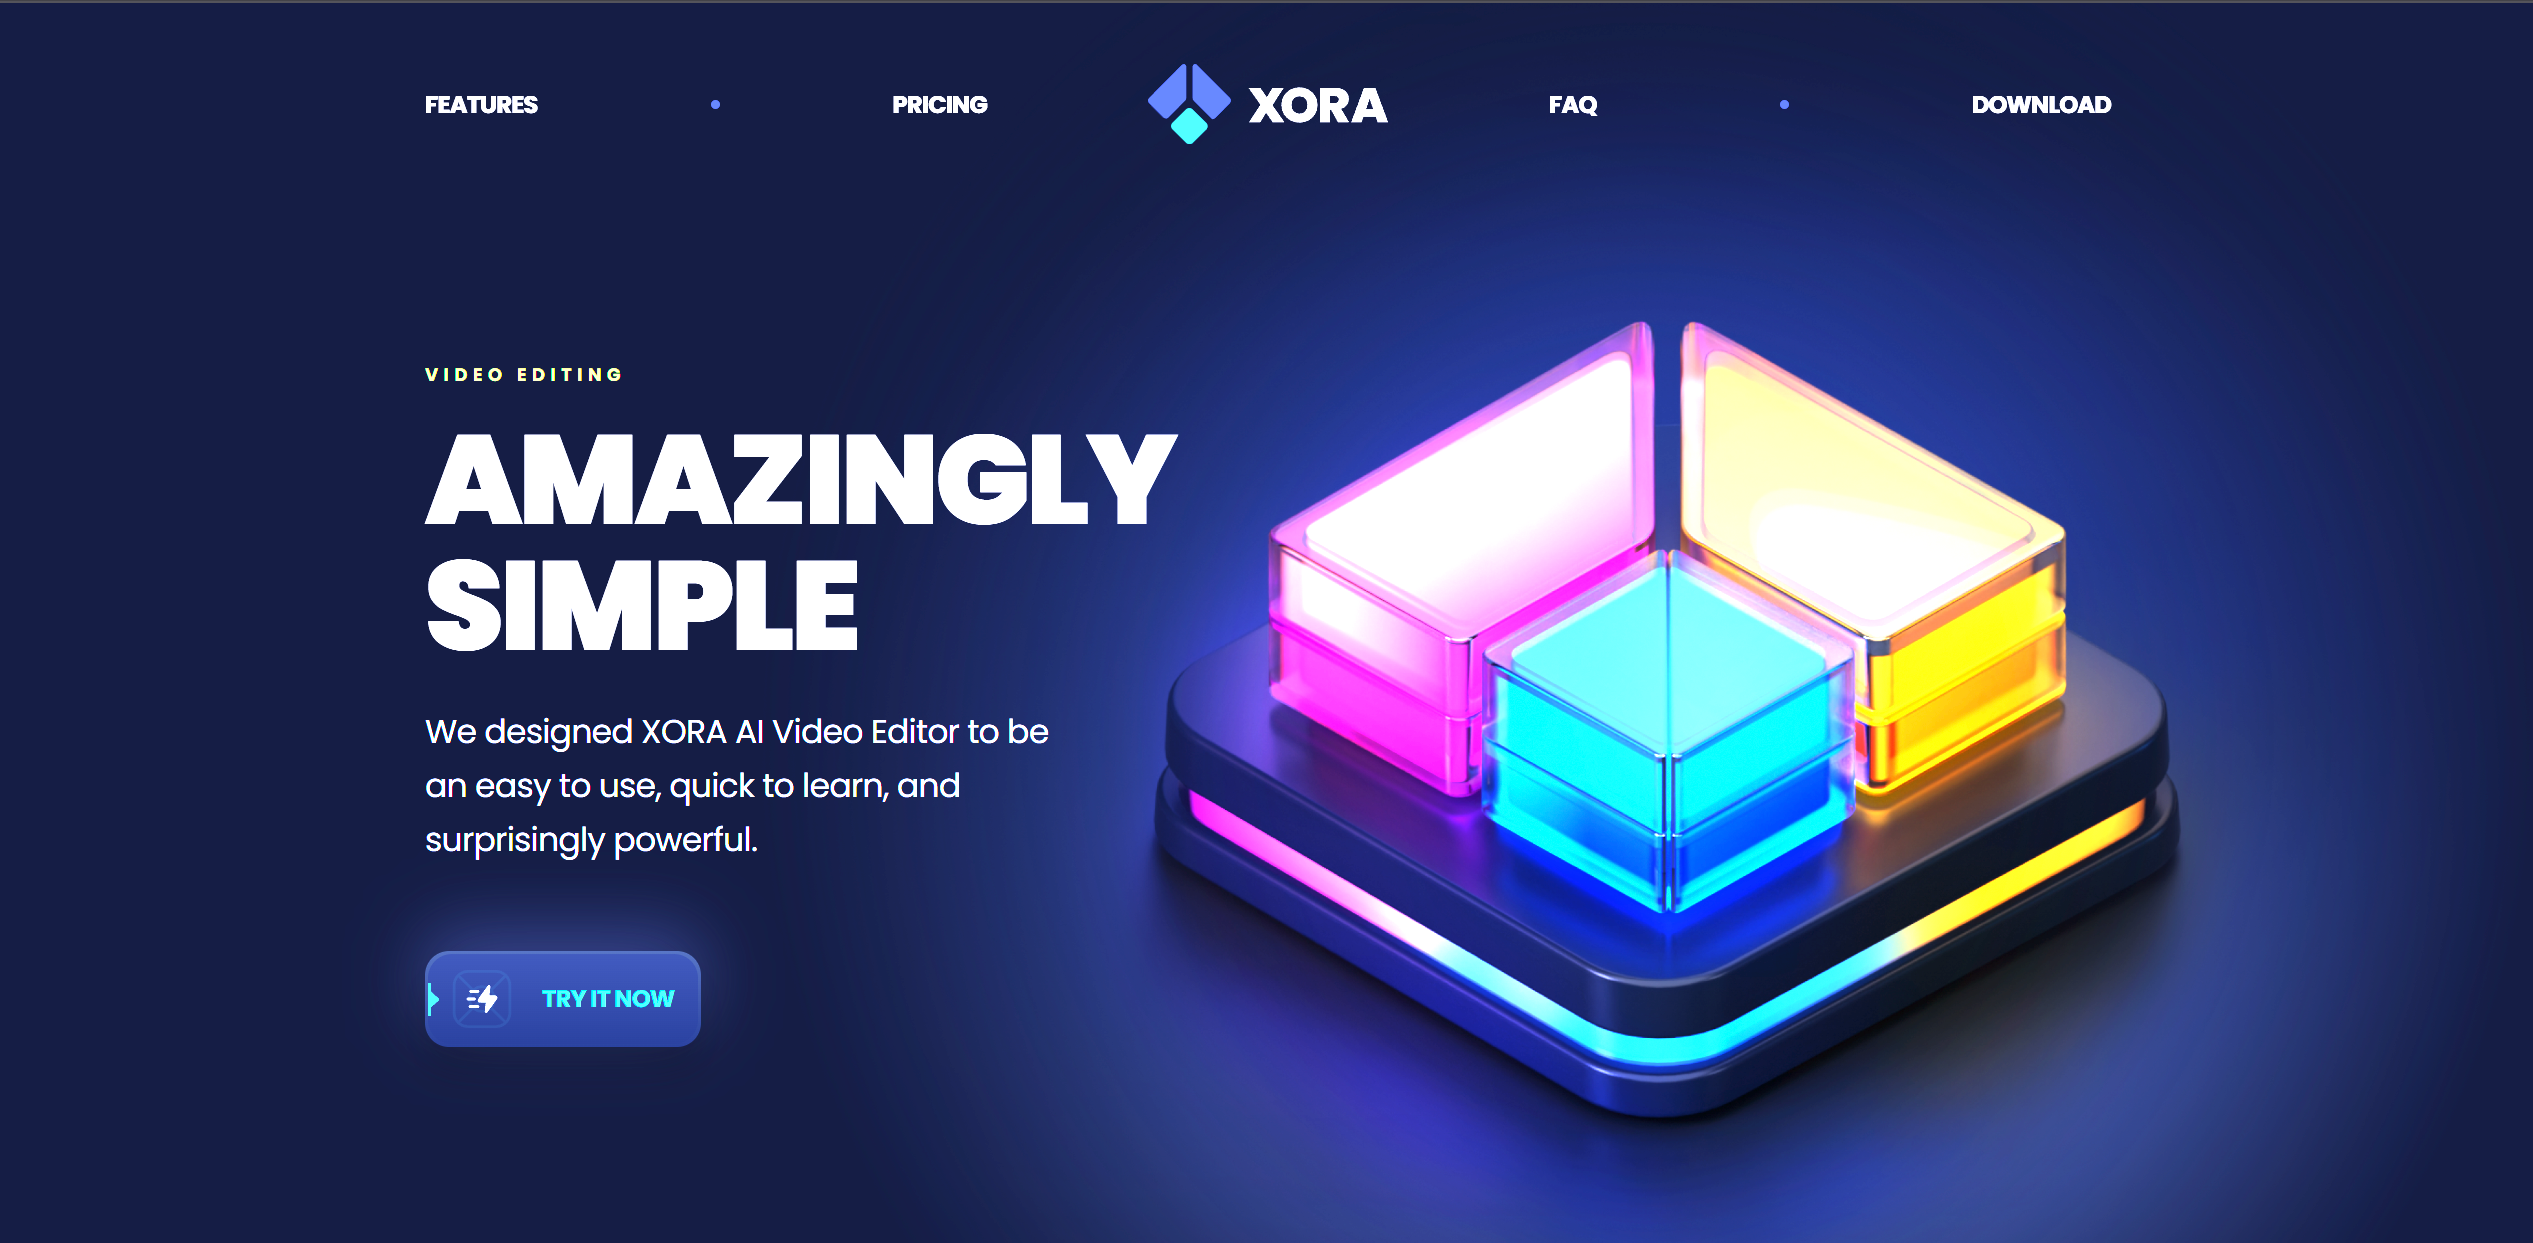 FEATURES
PRICING
XORA
FAQ
DOWNLOAD
VIDEO EDITING
AMAZINGLY
SIMPLE
We designed XORA AI Video Editor to be
an easy to use, quick to learn, and
surprisingly powerful.
TRY IT NOW